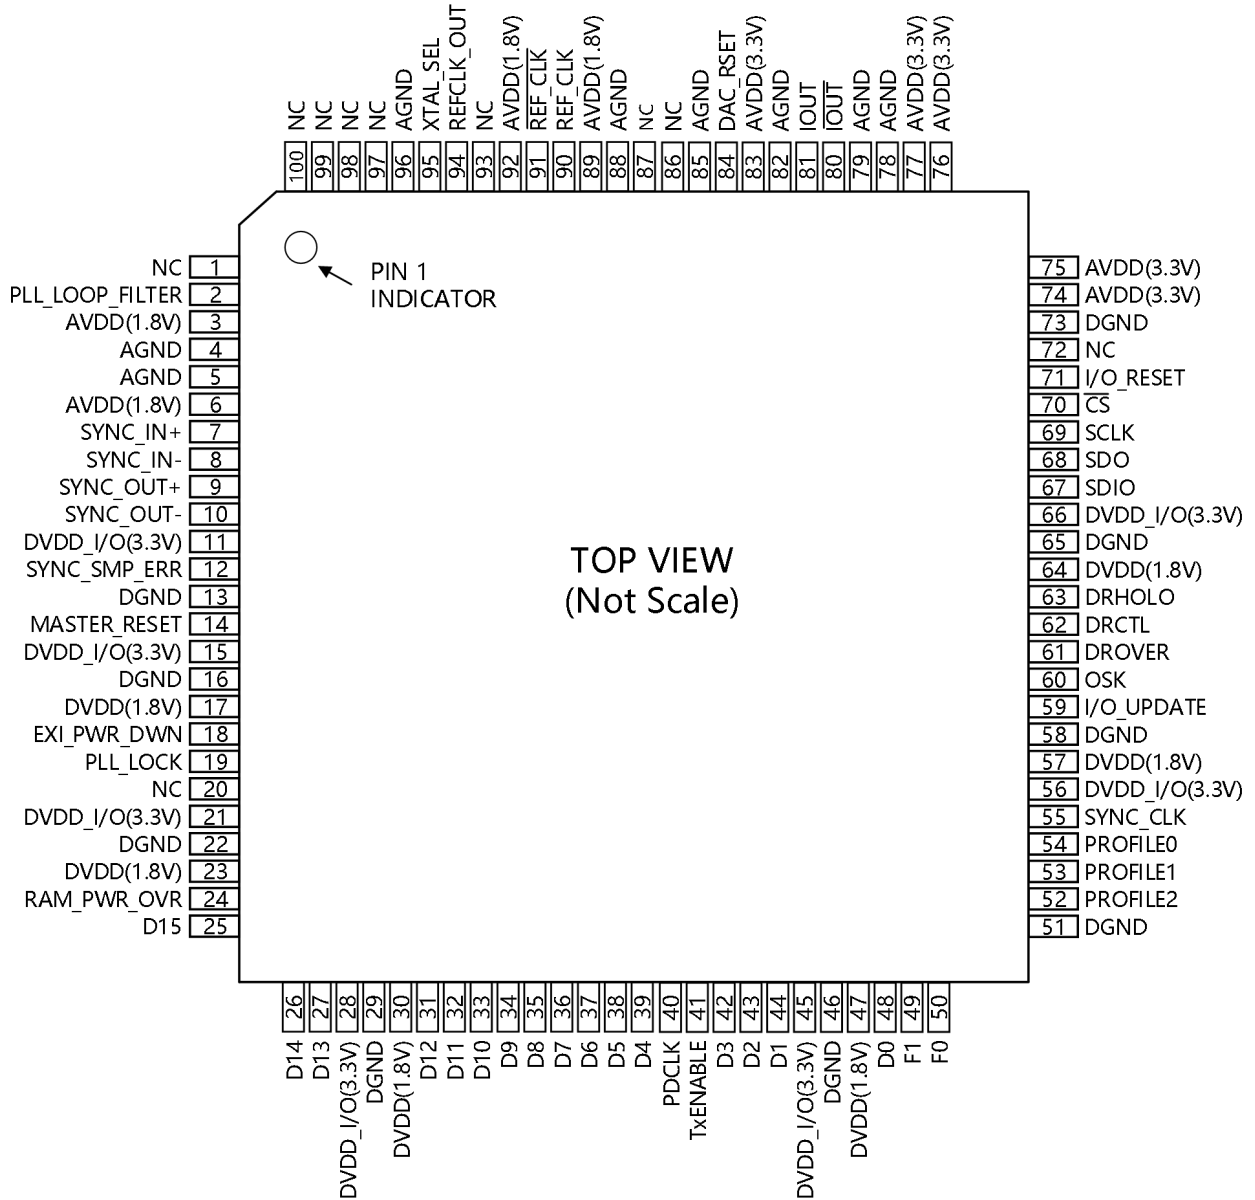 NC
NC
NC
NC
AGND
XTAL_SEL
REFCLK_OUT
NC
AVDD(1.8V)
REF_CLK
REF_CLK
AVDD(1.8V)
AGND
NC
NC
AGND
DAC_RSET
AVDD(3.3V)
AGND
IOUT
IOUT
AGND
AGND
AVDD(3.3V)
AVDD(3.3V)
100
99
98
97
96
95
94
93
92
91
90
89
88
87
86
85
84
83
82
81
80
79
78
77
76
PIN 1
INDICATOR
NC 1
PLL_LOOP_FILTER 2
AVDD(1.8V) 3
AGND 4
AGND 5
AVDD(1.8V) 6
SYNC_IN+ 7
SYNC_IN- 8
SYNC_OUT+ 9
SYNC_OUT- 10
DVDD_I/O(3.3V) 11
SYNC_SMP_ERR 12
DGND 13
MASTER_RESET 14
DVDD_I/O(3.3V) 15
DGND 16
DVDD(1.8V) 17
EXI_PWR_DWN 18
PLL_LOCK 19
NC 20
DVDD_I/O(3.3V) 21
DGND 22
DVDD(1.8V) 23
RAM_PWR_OVR 24
D15 25
TOP VIEW
(Not Scale)
75 AVDD(3.3V)
74 AVDD(3.3V)
73 DGND
72 NC
71 I/O_RESET
70 CS
69 SCLK
68 SDO
67 SDIO
66 DVDD_I/O(3.3V)
65 DGND
64 DVDD(1.8V)
63 DRHOLO
62 DRCTL
61 DROVER
60 OSK
59 I/O_UPDATE
58 DGND
57 DVDD(1.8V)
56 DVDD_I/O(3.3V)
55 SYNC_CLK
54 PROFILE0
53 PROFILE1
52 PROFILE2
51 DGND
26
27
28
29
30
31
32
33
34
35
36
37
38
39
40
41
42
43
44
45
46
47
48
49
50
D14
D13
DVDD_I/O(3.3V)
DGND
DVDD(1.8V)
D12
D11
D10
D9
D8
D7
D6
D5
D4
PDCLK
TxENABLE
D3
D2
D1
DVDD_I/O(3.3V)
DGND
DVDD(1.8V)
D0
F1
F0